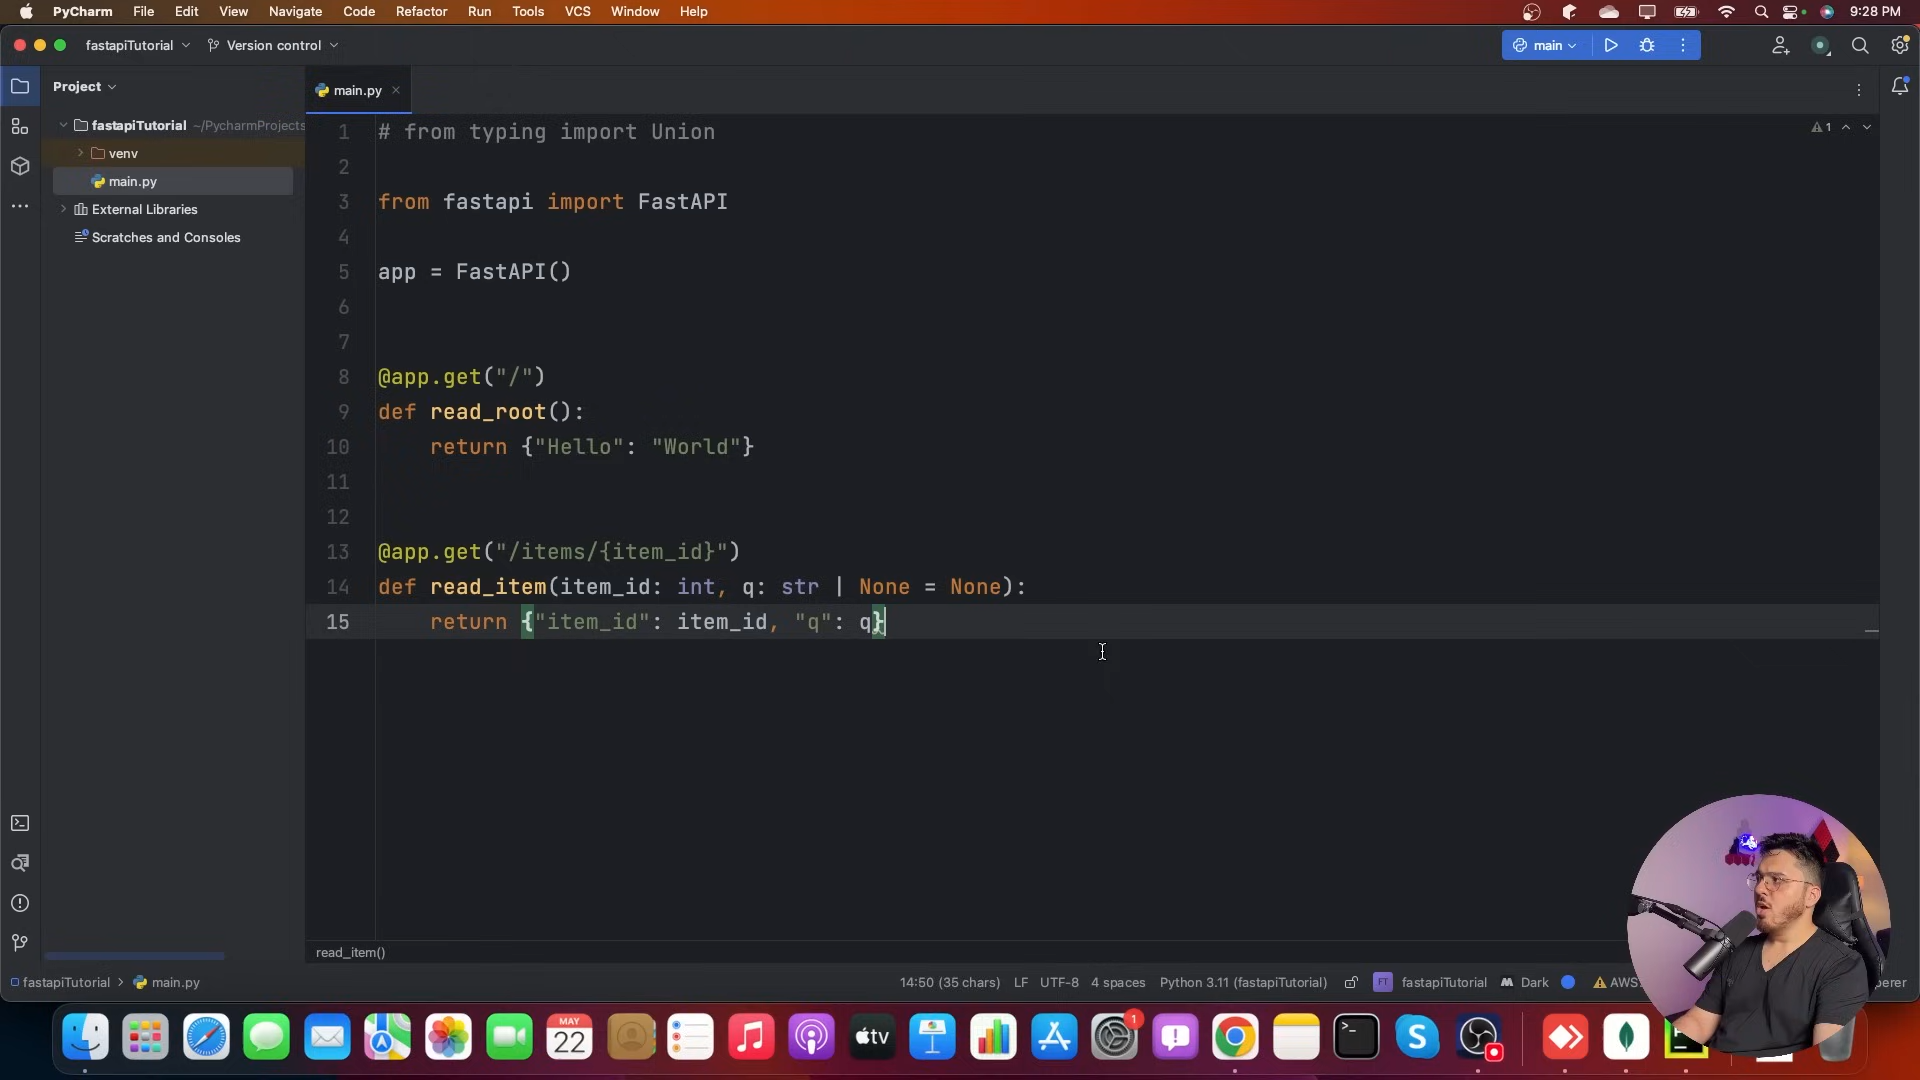 PyCharm File Edit View Navigate Code Refactor Run Tools VCS Window Help 9:28 PM
fastapiTutorial Version control main
Project main.py
fastapiTutorial ~/PycharmProjects
venv
main.py
External Libraries
Scratches and Consoles
1 # from typing import Union
2
3 from fastapi import FastAPI
4
5 app = FastAPI()
6
7
8 @app.get("/")
9 def read_root():
10 return {"Hello": "World"}
11
12
13 @app.get("/items/{item_id}")
14 def read_item(item_id: int, q: str | None = None):
15 return {"item_id": item_id, "q": q}
1
read_item()
fastapiTutorial > main.py 14:50 (35 chars) LF UTF-8 4 spaces Python 3.11 (fastapiTutorial) FT fastapiTutorial Dark AWS
MAY
22
tv
1